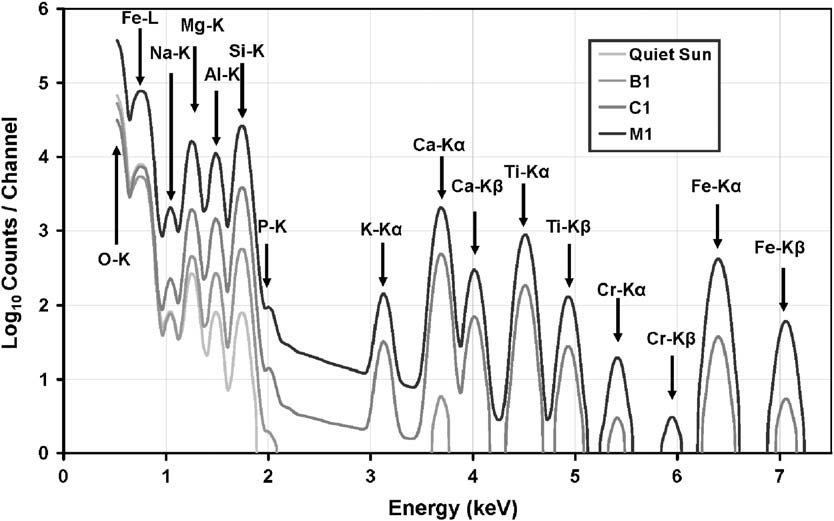 6
5
4
3
2
1
0
Log10 Counts / Channel
Fe-L
Mg-K
Na-K
Si-K
Al-K
O-K
P-K
K-Kα
Ca-Kα
Ca-Kβ
Ti-Kα
Ti-Kβ
Cr-Kα
Cr-Kβ
Fe-Kα
Fe-Kβ
Quiet Sun
B1
C1
M1
0 1 2 3 4 5 6 7
Energy (keV)